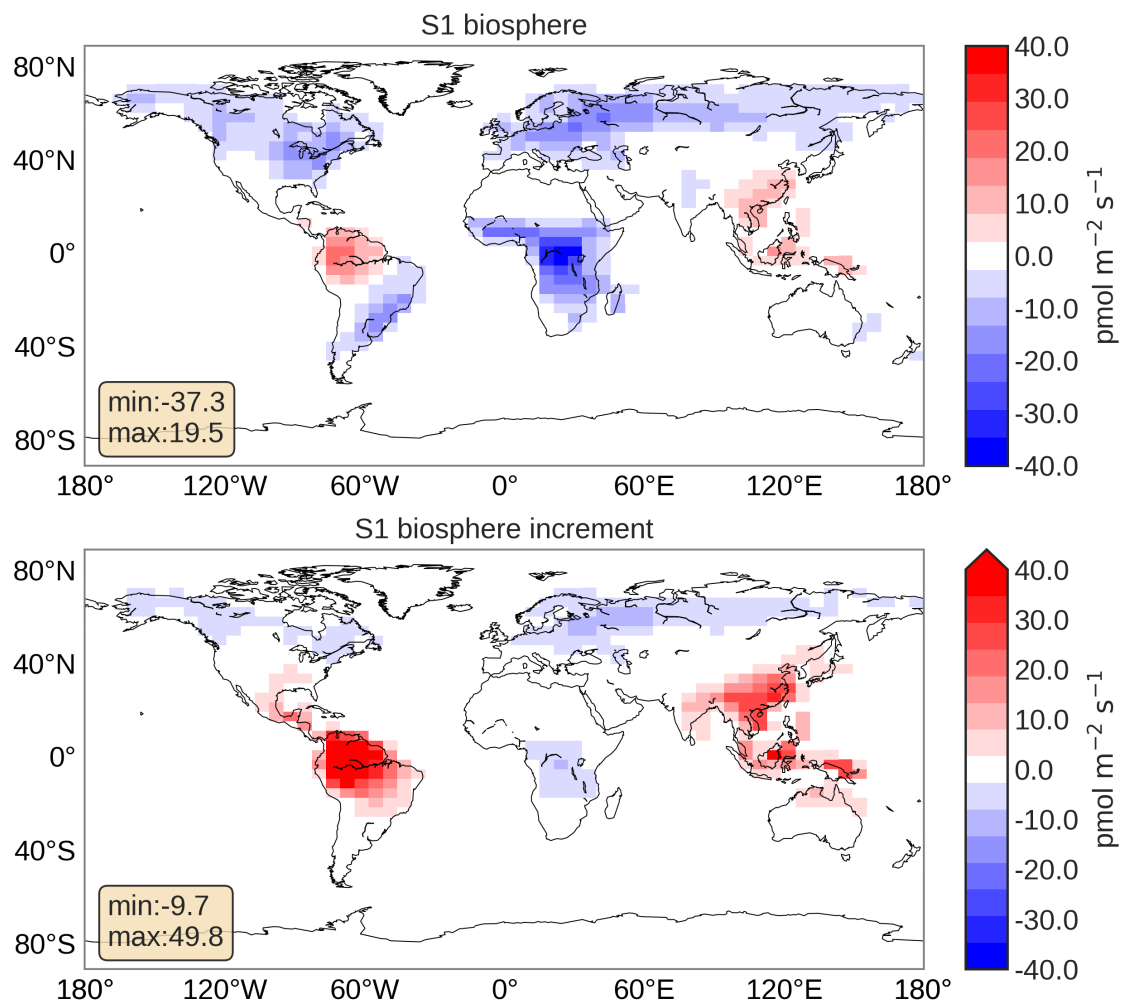 S1 biosphere
80°N
40°N
0°
40°S
80°S
180°
120°W
60°W
0°
60°E
120°E
180°
min:-37.3
max:19.5
40.0
30.0
20.0
10.0
0.0
-10.0
-20.0
-30.0
-40.0
pmol m⁻² s⁻¹
S1 biosphere increment
80°N
40°N
0°
40°S
80°S
180°
120°W
60°W
0°
60°E
120°E
180°
min:-9.7
max:49.8
40.0
30.0
20.0
10.0
0.0
-10.0
-20.0
-30.0
-40.0
pmol m⁻² s⁻¹